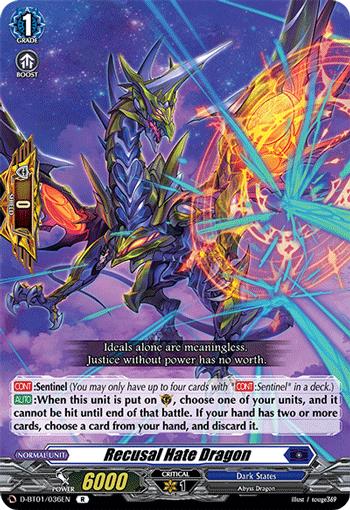 1
GRADE
BOOST
SHIELD
0
Ideals alone are meaningless.
Justice without power has no worth.
CONT:Sentinel (You may only have up to four cards with "CONT:Sentinel" in a deck.)
AUTO:When this unit is put on , choose one of your units, and it
cannot be hit until end of that battle. If your hand has two or more
cards, choose a card from your hand, and discard it.
NORMAL UNIT
Recusal Hate Dragon
POWER 6000
CRITICAL
1
Dark States
Abyss Dragon
D-BT01/036EN R
illust / touge369